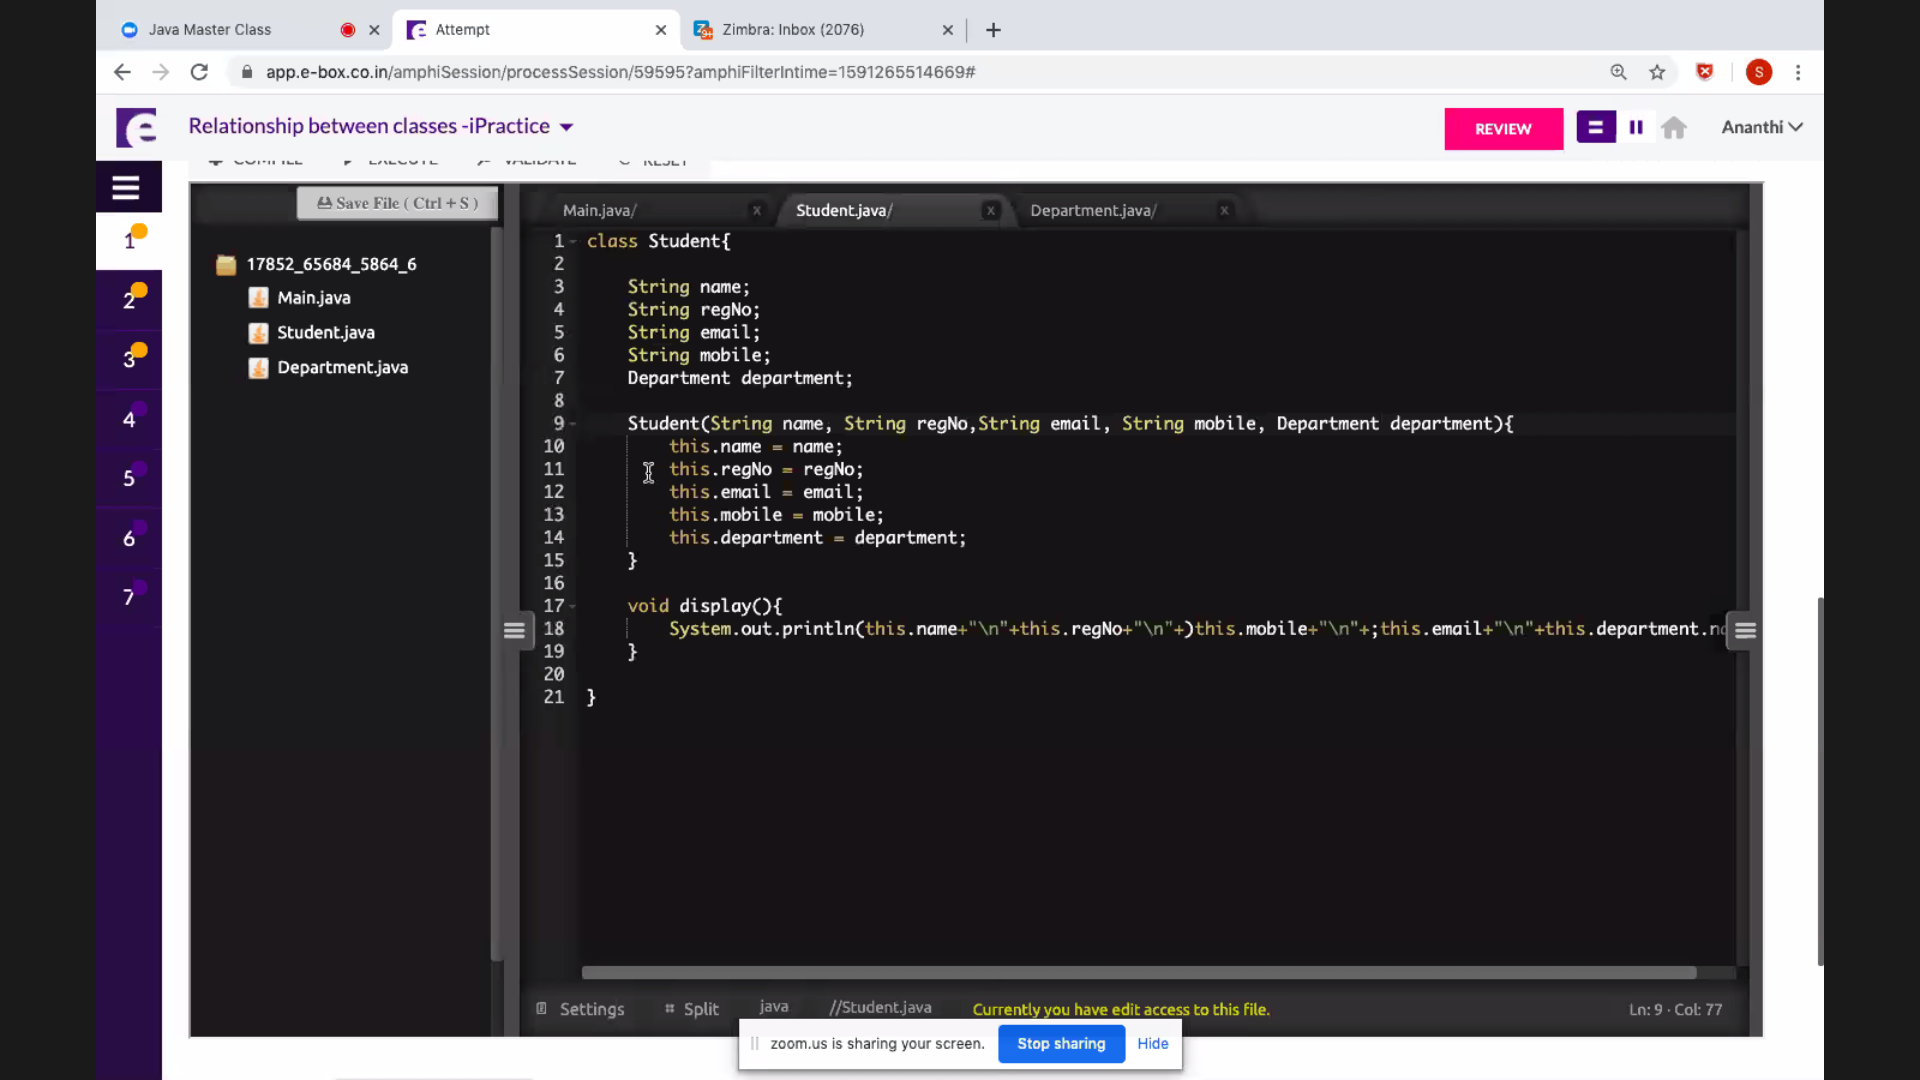 Java Master Class
Attempt
Zimbra: Inbox (2076)
app.e-box.co.in/amphiSession/processSession/59595?amphiFilterIntime=1591265514669#
S
Relationship between classes -iPractice
REVIEW
Ananthi
COMPILE EXECUTE VALIDATE RESET
Save File ( Ctrl + S )
Main.java/ x
Student.java/ x
Department.java/ x
1
2
3
4
5
6
7
17852_65684_5864_6
Main.java
Student.java
Department.java
1 class Student{
2
3 String name;
4 String regNo;
5 String email;
6 String mobile;
7 Department department;
8
9 Student(String name, String regNo,String email, String mobile, Department department){
10 this.name = name;
11 this.regNo = regNo;
12 this.email = email;
13 this.mobile = mobile;
14 this.department = department;
15 }
16
17 void display(){
18 System.out.println(this.name+"\n"+this.regNo+"\n"+)this.mobile+"\n"+;this.email+"\n"+this.department.n
19 }
20
21 }
Settings Split java //Student.java Currently you have edit access to this file. Ln: 9 · Col: 77
zoom.us is sharing your screen. Stop sharing Hide